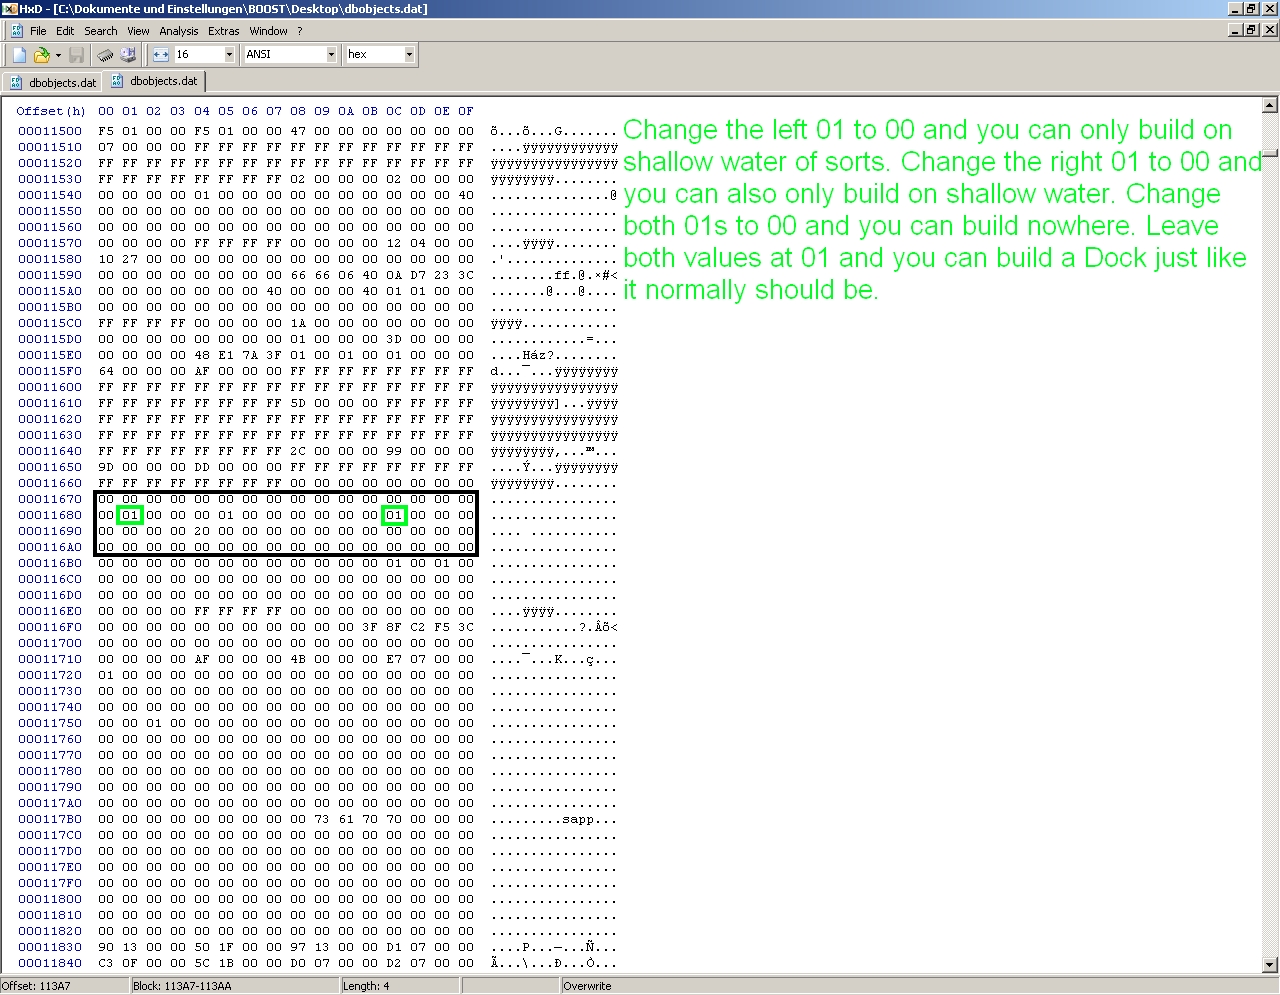 HxD - [C:\Dokumente und Einstellungen\BOOST\Desktop\dbobjects.dat]
File Edit Search View Analysis Extras Window ?
16 ANSI hex
dbobjects.dat dbobjects.dat
Offset(h) 00 01 02 03 04 05 06 07 08 09 0A 0B 0C 0D 0E 0F
00011500 F5 01 00 00 F5 01 00 00 47 00 00 00 00 00 00 00 õ...õ...G.......
00011510 07 00 00 00 FF FF FF FF FF FF FF FF FF FF FF FF ....ÿÿÿÿÿÿÿÿÿÿÿÿ
00011520 FF FF FF FF FF FF FF FF FF FF FF FF FF FF FF FF ÿÿÿÿÿÿÿÿÿÿÿÿÿÿÿÿ
00011530 FF FF FF FF FF FF FF FF 02 00 00 00 02 00 00 00 ÿÿÿÿÿÿÿÿ........
00011540 00 00 00 00 01 00 00 00 00 00 00 00 00 00 00 40 ...............@
00011550 00 00 00 00 00 00 00 00 00 00 00 00 00 00 00 00 ................
00011560 00 00 00 00 00 00 00 00 00 00 00 00 00 00 00 00 ................
00011570 00 00 00 00 FF FF FF FF 00 00 00 00 12 04 00 00 ....ÿÿÿÿ........
00011580 10 27 00 00 00 00 00 00 00 00 00 00 00 00 00 00 .'..............
00011590 00 00 00 00 00 00 00 00 66 66 06 40 0A D7 23 3C ........ff.@.×#<
000115A0 00 00 00 00 00 00 00 40 00 00 00 40 01 01 00 00 .......@...@....
000115B0 00 00 00 00 00 00 00 00 00 00 00 00 00 00 00 00 ................
000115C0 FF FF FF FF 00 00 00 00 1A 00 00 00 00 00 00 00 ÿÿÿÿ............
000115D0 00 00 00 00 00 00 00 00 01 00 00 00 3D 00 00 00 ............=...
000115E0 00 00 00 00 48 E1 7A 3F 01 00 01 00 01 00 00 00 ....Ház?........
000115F0 64 00 00 00 AF 00 00 00 FF FF FF FF FF FF FF FF d...¯...ÿÿÿÿÿÿÿÿ
00011600 FF FF FF FF FF FF FF FF FF FF FF FF FF FF FF FF ÿÿÿÿÿÿÿÿÿÿÿÿÿÿÿÿ
00011610 FF FF FF FF FF FF FF FF 5D 00 00 00 FF FF FF FF ÿÿÿÿÿÿÿÿ]...ÿÿÿÿ
00011620 FF FF FF FF FF FF FF FF FF FF FF FF FF FF FF FF ÿÿÿÿÿÿÿÿÿÿÿÿÿÿÿÿ
00011630 FF FF FF FF FF FF FF FF FF FF FF FF FF FF FF FF ÿÿÿÿÿÿÿÿÿÿÿÿÿÿÿÿ
00011640 FF FF FF FF FF FF FF FF 2C 00 00 00 99 00 00 00 ÿÿÿÿÿÿÿÿ,...™...
00011650 9D 00 00 00 DD 00 00 00 FF FF FF FF FF FF FF FF ....Ý...ÿÿÿÿÿÿÿÿ
00011660 FF FF FF FF FF FF FF FF 00 00 00 00 00 00 00 00 ÿÿÿÿÿÿÿÿ........
00011670 00 00 00 00 00 00 00 00 00 00 00 00 00 00 00 00 ................
00011680 00 01 00 00 00 01 00 00 00 00 00 00 01 00 00 00 ................
00011690 00 00 00 00 20 00 00 00 00 00 00 00 00 00 00 00 .... ...........
000116A0 00 00 00 00 00 00 00 00 00 00 00 00 00 00 00 00 ................
000116B0 00 00 00 00 00 00 00 00 00 00 00 00 01 00 01 00 ................
000116C0 00 00 00 00 00 00 00 00 00 00 00 00 00 00 00 00 ................
000116D0 00 00 00 00 00 00 00 00 00 00 00 00 00 00 00 00 ................
000116E0 00 00 00 00 FF FF FF FF 00 00 00 00 00 00 00 00 ....ÿÿÿÿ........
000116F0 00 00 00 00 00 00 00 00 00 00 00 3F 8F C2 F5 3C ...........?.Âõ<
00011700 00 00 00 00 00 00 00 00 00 00 00 00 00 00 00 00 ................
00011710 00 00 00 00 AF 00 00 00 4B 00 00 00 E7 07 00 00 ....¯...K...ç...
00011720 01 00 00 00 00 00 00 00 00 00 00 00 00 00 00 00 ................
00011730 00 00 00 00 00 00 00 00 00 00 00 00 00 00 00 00 ................
00011740 00 00 00 00 00 00 00 00 00 00 00 00 00 00 00 00 ................
00011750 00 00 01 00 00 00 00 00 00 00 00 00 00 00 00 00 ................
00011760 00 00 00 00 00 00 00 00 00 00 00 00 00 00 00 00 ................
00011770 00 00 00 00 00 00 00 00 00 00 00 00 00 00 00 00 ................
00011780 00 00 00 00 00 00 00 00 00 00 00 00 00 00 00 00 ................
00011790 00 00 00 00 00 00 00 00 00 00 00 00 00 00 00 00 ................
000117A0 00 00 00 00 00 00 00 00 00 00 00 00 00 00 00 00 ................
000117B0 00 00 00 00 00 00 00 00 00 73 61 70 70 00 00 00 .........sapp...
000117C0 00 00 00 00 00 00 00 00 00 00 00 00 00 00 00 00 ................
000117D0 00 00 00 00 00 00 00 00 00 00 00 00 00 00 00 00 ................
000117E0 00 00 00 00 00 00 00 00 00 00 00 00 00 00 00 00 ................
000117F0 00 00 00 00 00 00 00 00 00 00 00 00 00 00 00 00 ................
00011800 00 00 00 00 00 00 00 00 00 00 00 00 00 00 00 00 ................
00011810 00 00 00 00 00 00 00 00 00 00 00 00 00 00 00 00 ................
00011820 00 00 00 00 00 00 00 00 00 00 00 00 00 00 00 00 ................
00011830 90 13 00 00 50 1F 00 00 97 13 00 00 D1 07 00 00 ....P...—...Ñ...
00011840 C3 0F 00 00 5C 1B 00 00 D0 07 00 00 D2 07 00 00 Ã...\...Ð...Ò...
Change the left 01 to 00 and you can only build on
shallow water of sorts. Change the right 01 to 00 and
you can also only build on shallow water. Change
both 01s to 00 and you can build nowhere. Leave
both values at 01 and you can build a Dock just like
it normally should be.
Offset: 113A7 Block: 113A7-113AA Length: 4 Overwrite